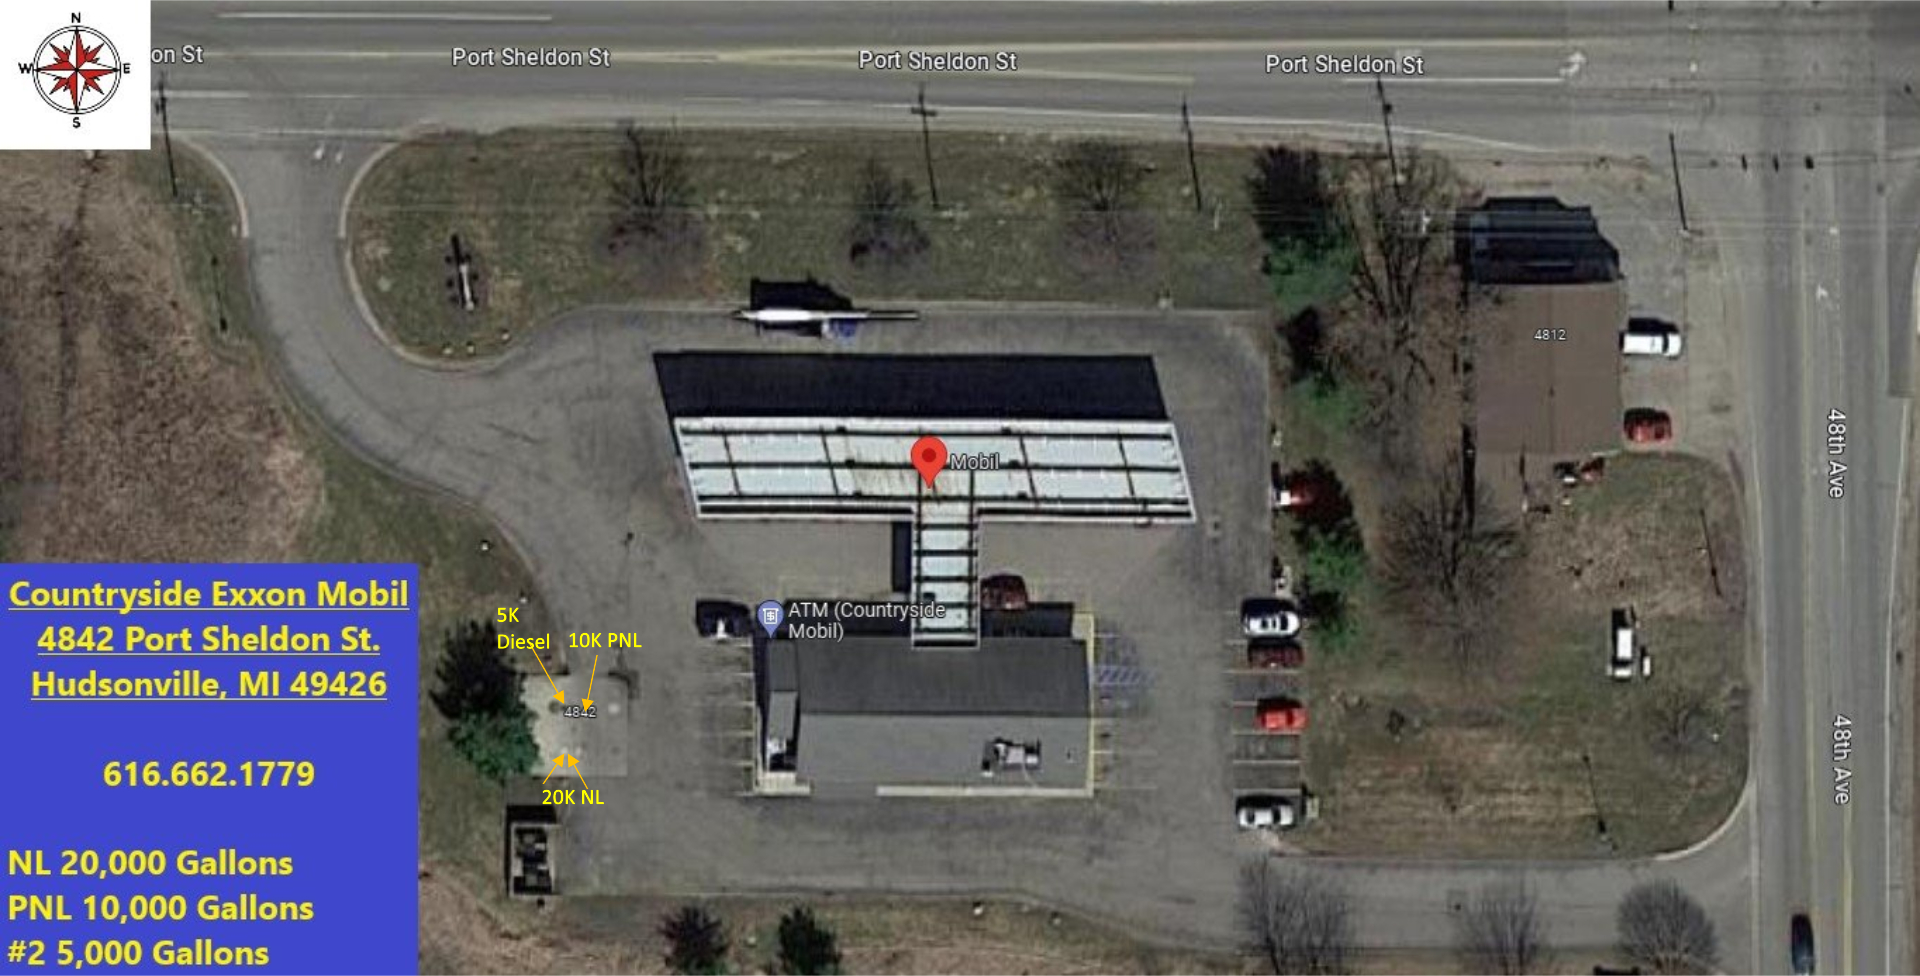 N
W E
S
on St
Port Sheldon St
Port Sheldon St
Port Sheldon St
4812
48th Ave
Mobil
ATM (Countryside
Mobil)
5K
Diesel
10K PNL
4842
20K NL
48th Ave
Countryside Exxon Mobil
4842 Port Sheldon St.
Hudsonville, MI 49426
616.662.1779
NL 20,000 Gallons
PNL 10,000 Gallons
#2 5,000 Gallons